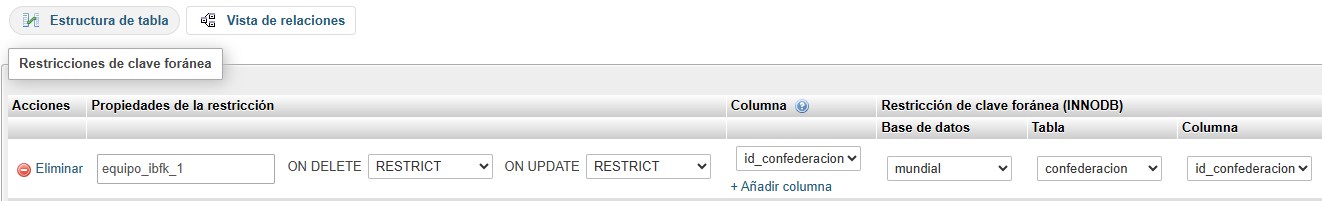 Estructura de tabla
Vista de relaciones
Restricciones de clave foránea
Acciones
Propiedades de la restricción
Columna
Restricción de clave foránea (INNODB)
Base de datos
Tabla
Columna
Eliminar
equipo_ibfk_1
ON DELETE
RESTRICT
ON UPDATE
RESTRICT
id_confederacion
+ Añadir columna
mundial
confederacion
id_confederacion